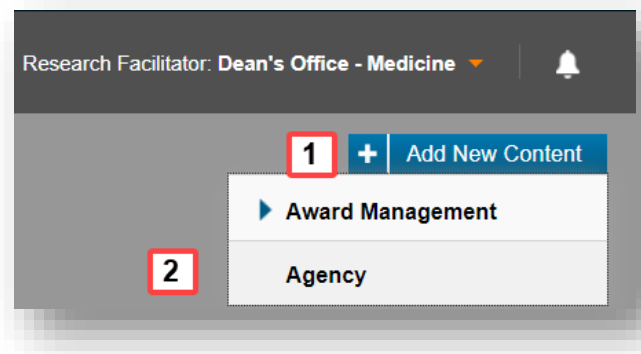 Research Facilitator: Dean's Office - Medicine
1 + Add New Content
Award Management
2 Agency